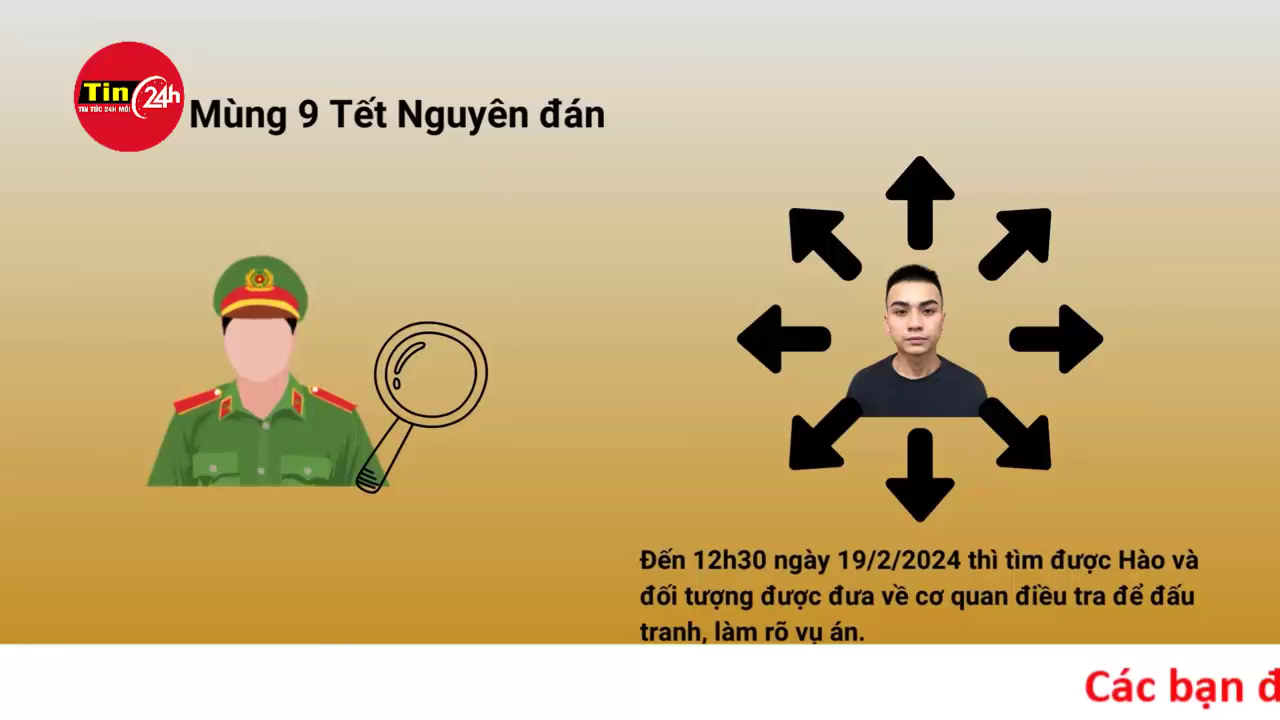 Tin 24h
TIN TỨC 24H MỚI
Mùng 9 Tết Nguyên đán
Đến 12h30 ngày 19/2/2024 thì tìm được Hào và
đối tượng được đưa về cơ quan điều tra để đấu
tranh, làm rõ vụ án.
Các bạn đ